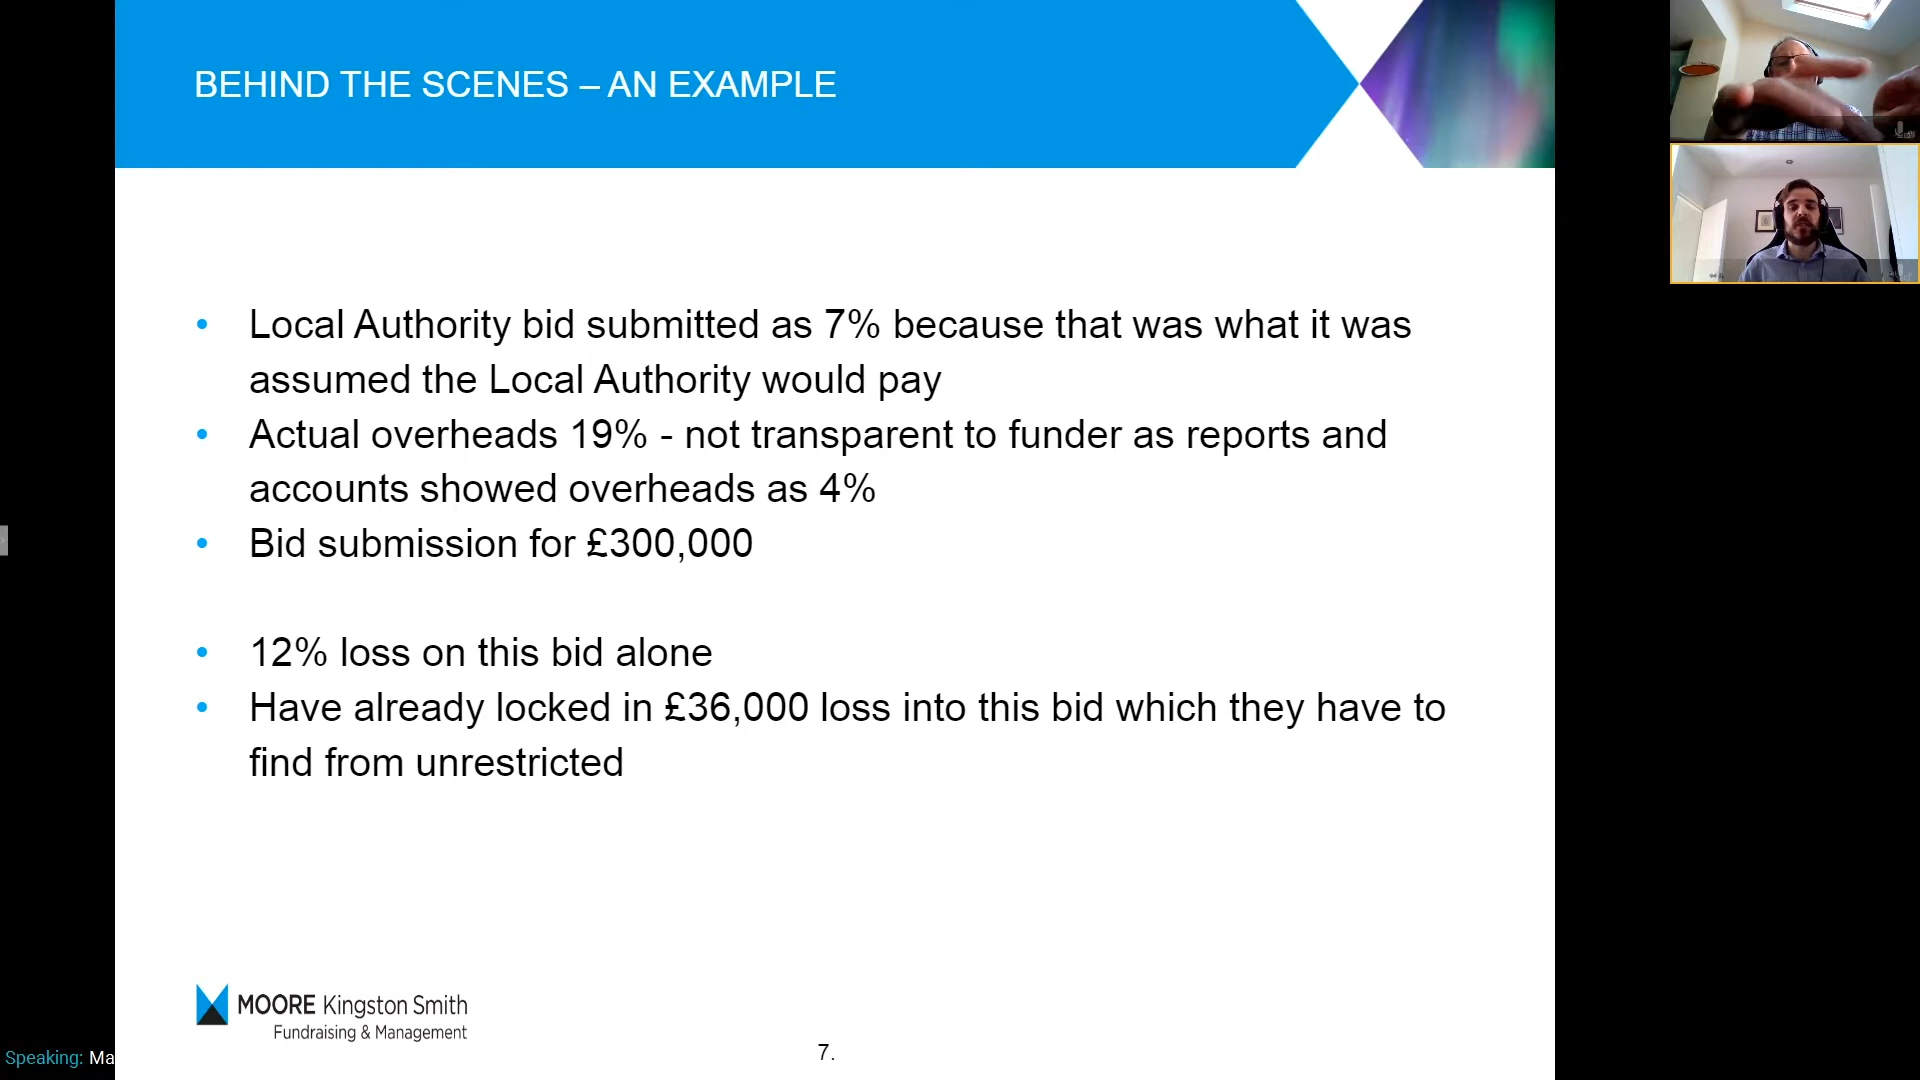 BEHIND THE SCENES – AN EXAMPLE
• Local Authority bid submitted as 7% because that was what it was
assumed the Local Authority would pay
• Actual overheads 19% - not transparent to funder as reports and
accounts showed overheads as 4%
• Bid submission for £300,000
• 12% loss on this bid alone
• Have already locked in £36,000 loss into this bid which they have to
find from unrestricted
MOORE Kingston Smith
Fundraising & Management
7.
Speaking: Ma